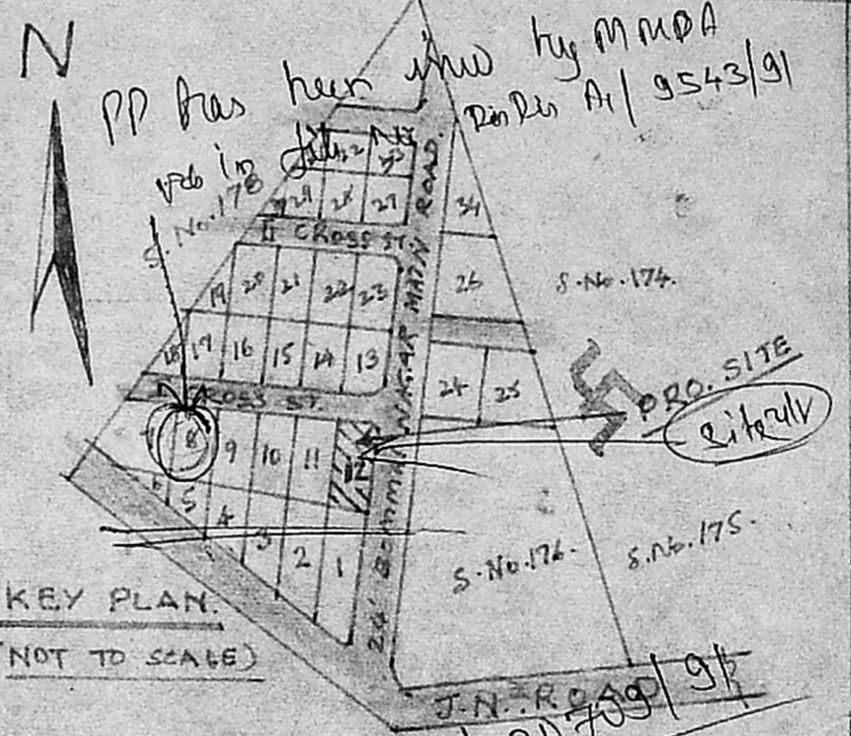 N
PP has been by MMDA
A1/9543/91
in
S.No.178
29 28 27
34
II CROSS ST.
19 20 21 22 23
26
S.No.174.
18 17 16 15 14 13
24 25
CROSS ST.
PRO. SITE
7 8 9 10 11 12
6 5 4 3 2 1
24' BOMMAI NAGAR MAIN ROAD.
S.No.176.
S.No.175.
KEY PLAN.
(NOT TO SCALE)
J.N. ROAD